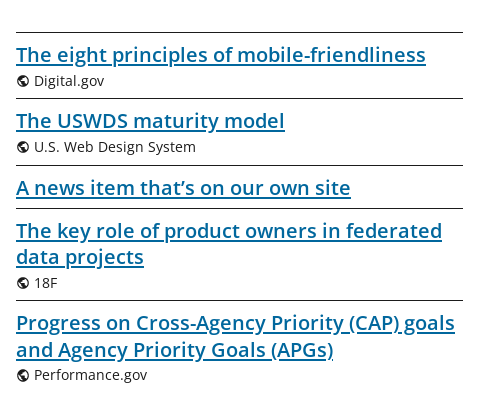 The eight principles of mobile-friendliness
Digital.gov
The USWDS maturity model
U.S. Web Design System
A news item that’s on our own site
The key role of product owners in federated
data projects
18F
Progress on Cross-Agency Priority (CAP) goals
and Agency Priority Goals (APGs)
Performance.gov